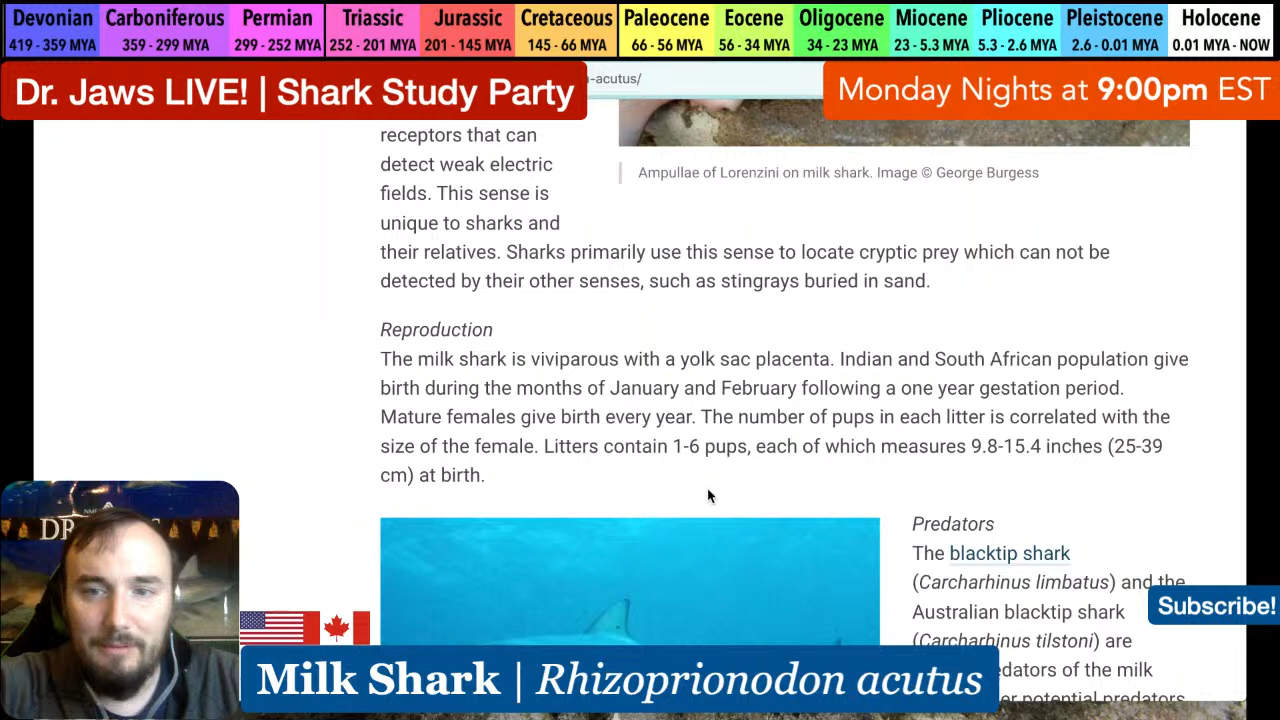 Devonian Carboniferous Permian Triassic Jurassic Cretaceous Paleocene Eocene Oligocene Miocene Pliocene Pleistocene Holocene
419 - 359 MYA 359 - 299 MYA 299 - 252 MYA 252 - 201 MYA 201 - 145 MYA 145 - 66 MYA 66 - 56 MYA 56 - 34 MYA 34 - 23 MYA 23 - 5.3 MYA 5.3 - 2.6 MYA 2.6 - 0.01 MYA 0.01 MYA - NOW
Dr. Jaws LIVE! | Shark Study Party
-acutus/
Monday Nights at 9:00pm EST
receptors that can
detect weak electric
fields. This sense is
unique to sharks and
their relatives. Sharks primarily use this sense to locate cryptic prey which can not be
detected by their other senses, such as stingrays buried in sand.
Ampullae of Lorenzini on milk shark. Image © George Burgess
Reproduction
The milk shark is viviparous with a yolk sac placenta. Indian and South African population give
birth during the months of January and February following a one year gestation period.
Mature females give birth every year. The number of pups in each litter is correlated with the
size of the female. Litters contain 1-6 pups, each of which measures 9.8-15.4 inches (25-39
cm) at birth.
Predators
The blacktip shark
(Carcharhinus limbatus) and the
Australian blacktip shark
(Carcharhinus tilstoni) are
predators of the milk
potential predators
Subscribe!
DR
Milk Shark | Rhizoprionodon acutus